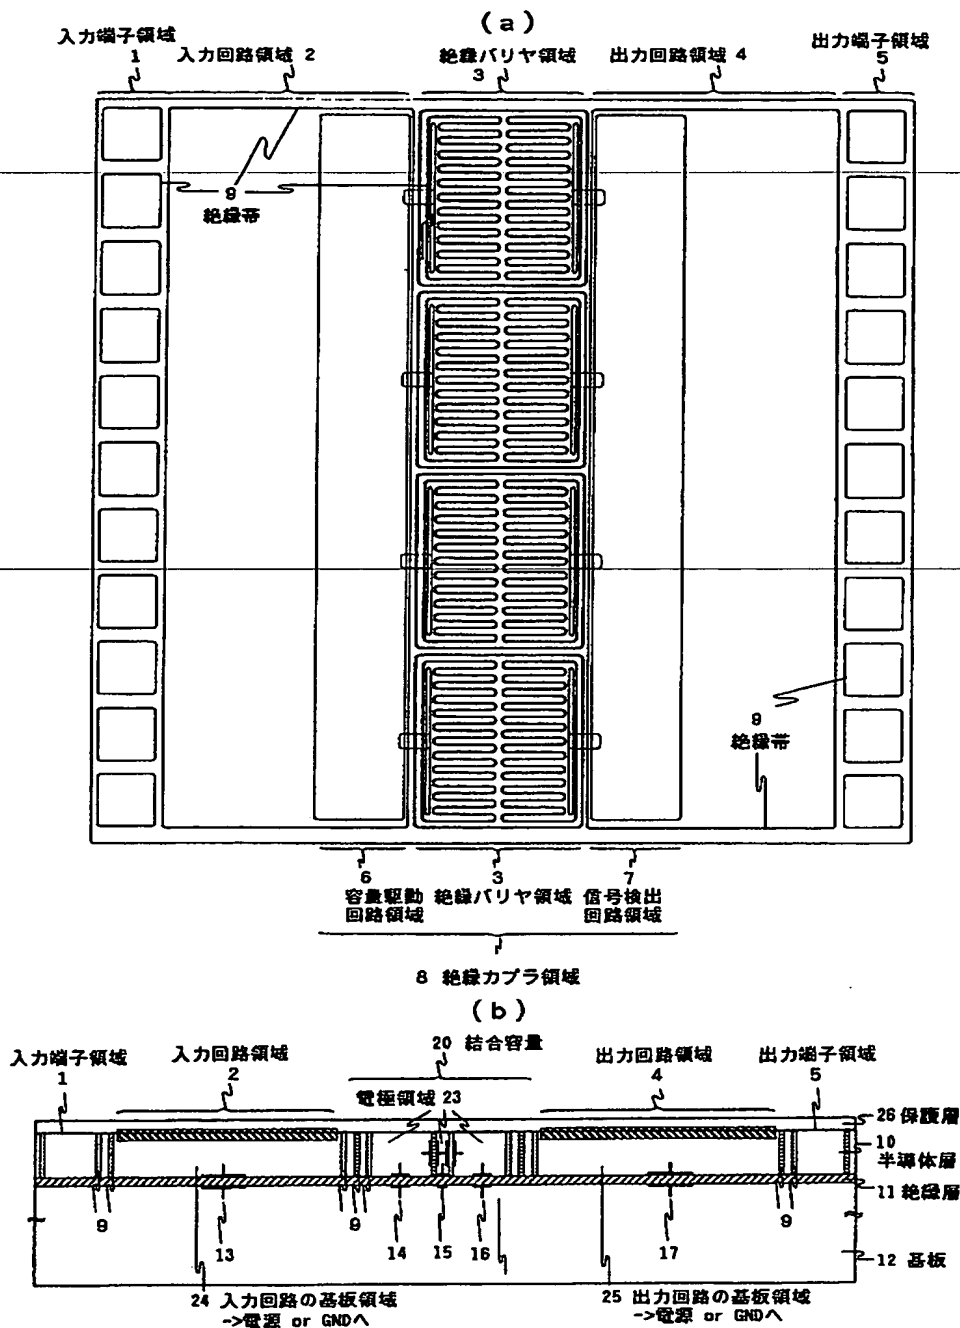 (a)
入力端子領域
1
入力回路領域 2
絶縁バリヤ領域
3
出力回路領域 4
出力端子領域
5
9
絶縁帯
9
絶縁帯
6
容量駆動
回路領域
3
絶縁バリヤ領域
7
信号検出
回路領域
8 絶縁カプラ領域
(b)
入力端子領域
1
入力回路領域
2
20 結合容量
電極領域 23
出力回路領域
4
出力端子領域
5
26 保護層
10
半導体層
11 絶縁層
12 基板
9
13
9
14
15
16
17
9
24 入力回路の基板領域
->電源 or GNDへ
25 出力回路の基板領域
->電源 or GNDへ